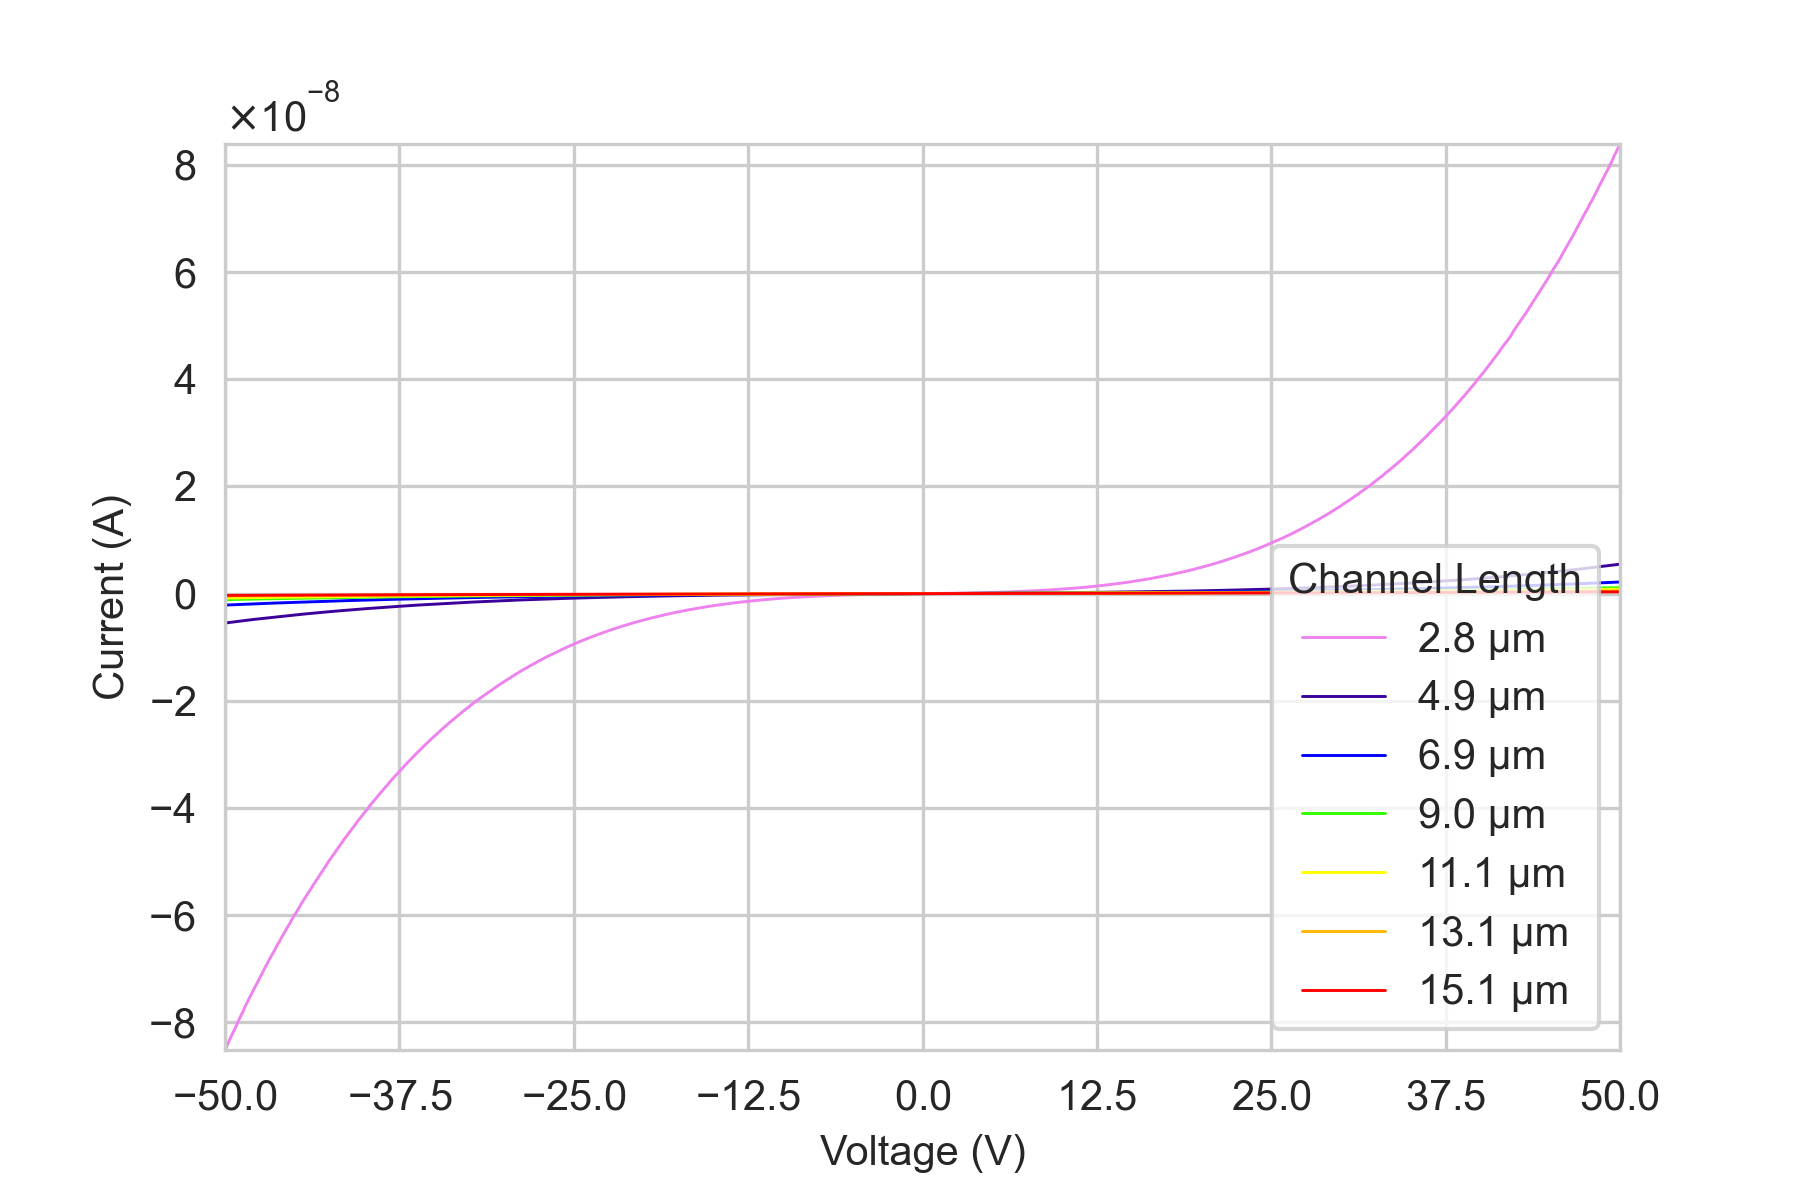 ×10⁻⁸
8
6
4
2
0
−2
−4
−6
−8
Current (A)
−50.0 −37.5 −25.0 −12.5 0.0 12.5 25.0 37.5 50.0
Voltage (V)
Channel Length
2.8 µm
4.9 µm
6.9 µm
9.0 µm
11.1 µm
13.1 µm
15.1 µm